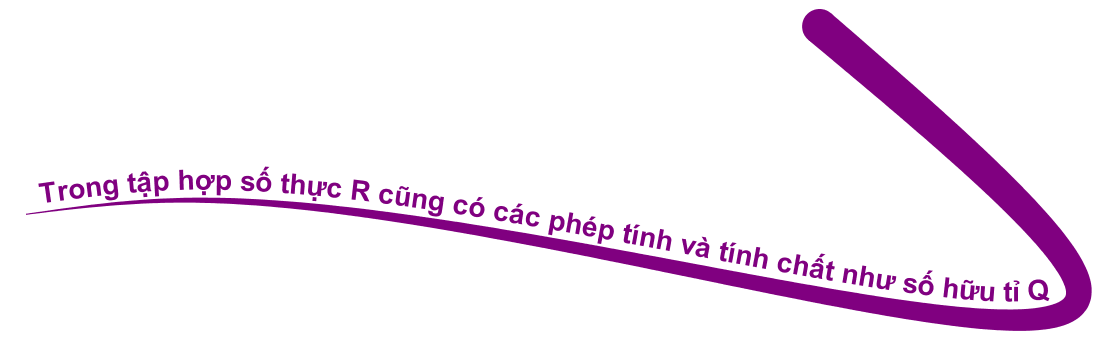 Trong tập hợp số thực R cũng có các phép tính và tính chất như số hữu tỉ Q